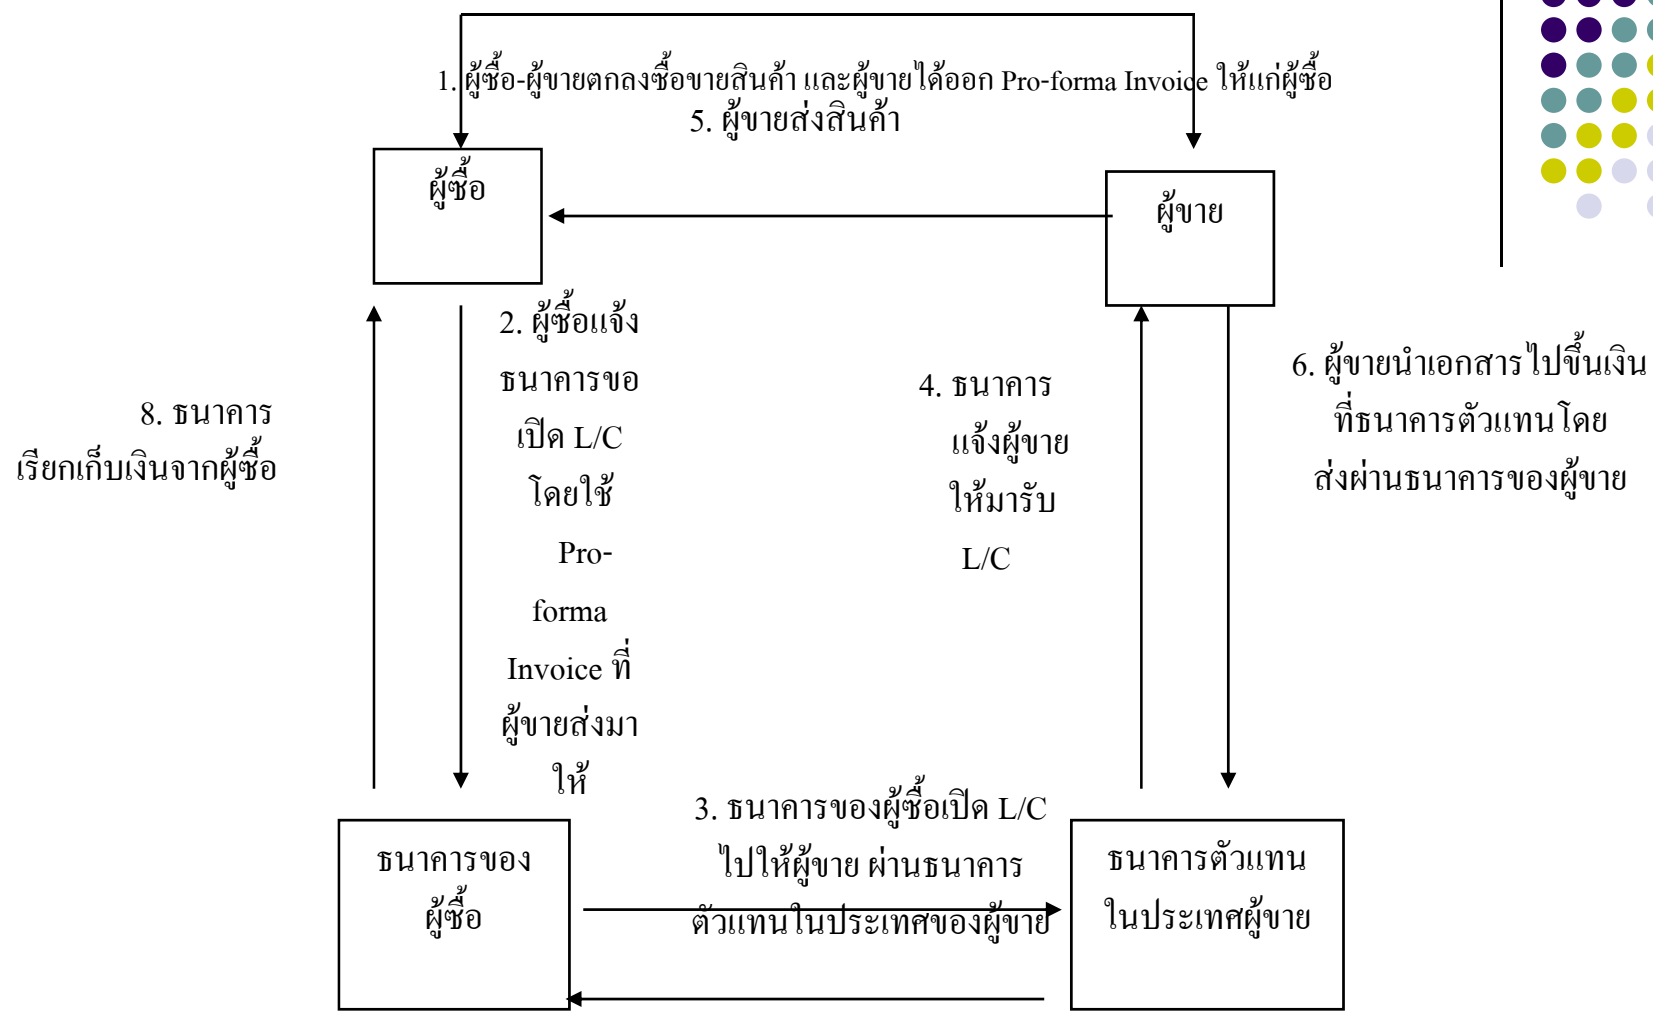 1. ผู้ซื้อ-ผู้ขายตกลงซื้อขายสินค้า และผู้ขายได้ออก Pro-forma Invoice ให้แก่ผู้ซื้อ
5. ผู้ขายส่งสินค้า
ผู้ซื้อ
ผู้ขาย
2. ผู้ซื้อแจ้ง
ธนาคารขอ
เปิด L/C
โดยใช้
Pro-
forma
Invoice ที่
ผู้ขายส่งมา
ให้
4. ธนาคาร
แจ้งผู้ขาย
ให้มารับ
L/C
6. ผู้ขายนำเอกสารไปขึ้นเงิน
ที่ธนาคารตัวแทนโดย
ส่งผ่านธนาคารของผู้ขาย
8. ธนาคาร
เรียกเก็บเงินจากผู้ซื้อ
3. ธนาคารของผู้ซื้อเปิด L/C
ไปให้ผู้ขาย ผ่านธนาคาร
ตัวแทนในประเทศของผู้ขาย
ธนาคารของ
ผู้ซื้อ
ธนาคารตัวแทน
ในประเทศผู้ขาย